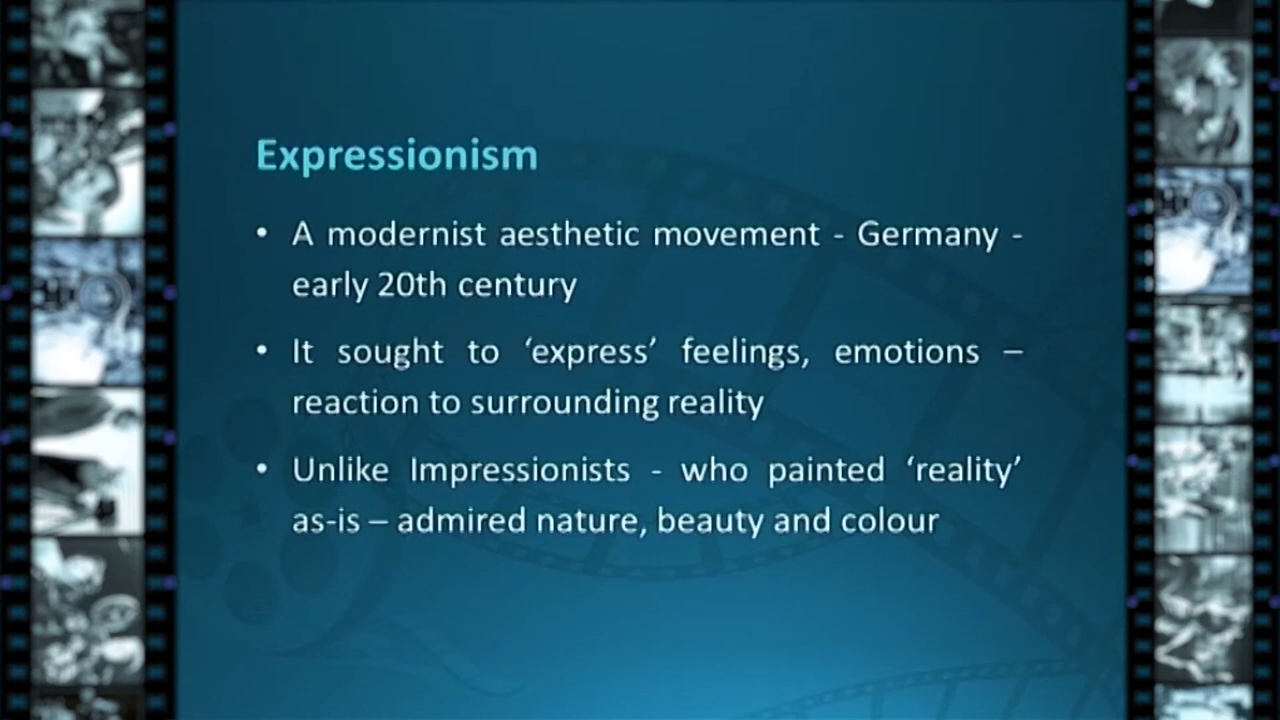 Expressionism
• A modernist aesthetic movement - Germany -
early 20th century
• It sought to ‘express’ feelings, emotions –
reaction to surrounding reality
• Unlike Impressionists - who painted ‘reality’
as-is – admired nature, beauty and colour